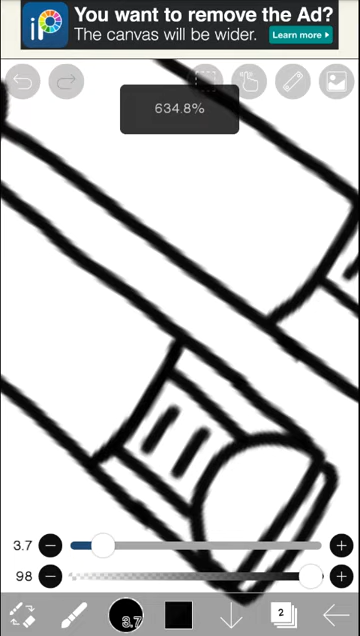 You want to remove the Ad?
The canvas will be wider.
Learn more
634.8%
3.7
98
3.7
2